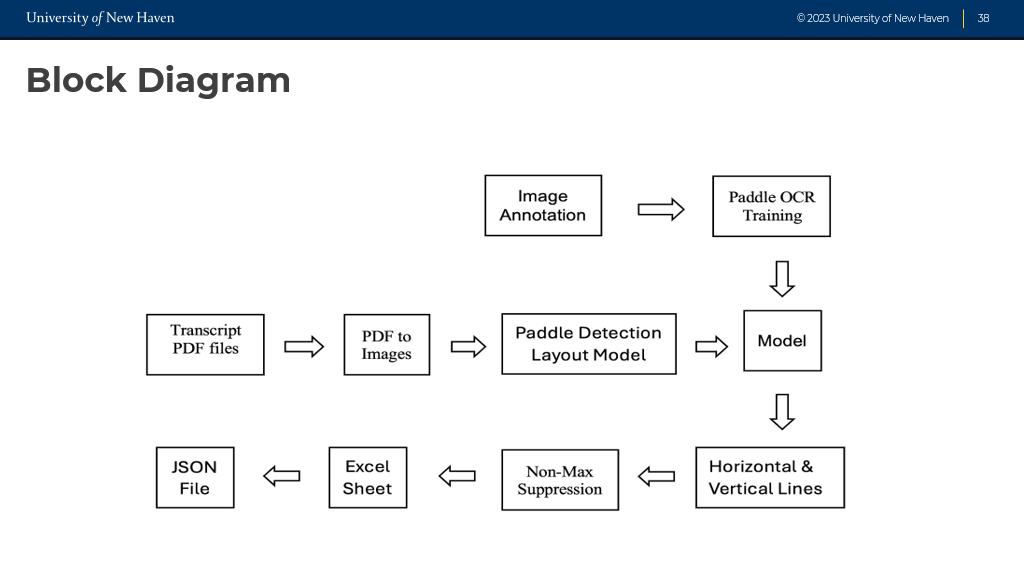 University of New Haven
© 2023 University of New Haven
38
Block Diagram
Image
Annotation
Paddle OCR
Training
Transcript
PDF files
PDF to
Images
Paddle Detection
Layout Model
Model
JSON
File
Excel
Sheet
Non-Max
Suppression
Horizontal &
Vertical Lines